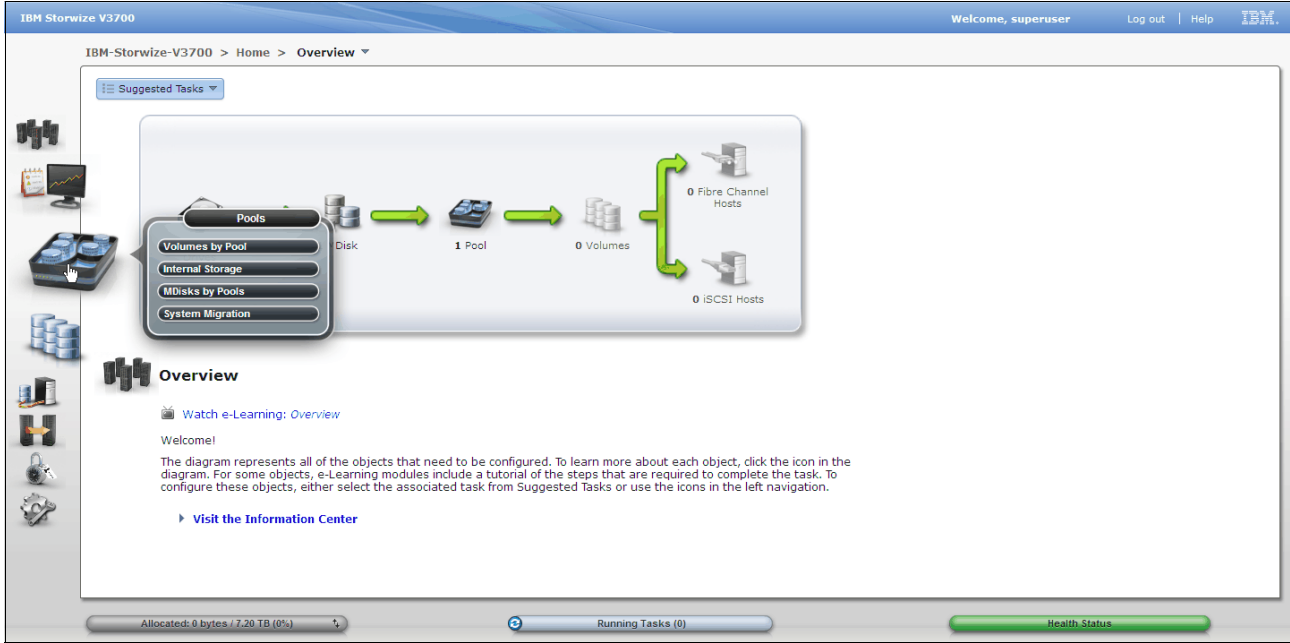 IBM Storwize V3700
Welcome, superuser
Log out | Help
IBM.
IBM-Storwize-V3700 > Home > Overview
Suggested Tasks
0 Fibre Channel
Hosts
Pools
Volumes by Pool
Internal Storage
MDisks by Pools
System Migration
Disk
1 Pool
0 Volumes
0 iSCSI Hosts
Overview
Watch e-Learning: Overview
Welcome!
The diagram represents all of the objects that need to be configured. To learn more about each object, click the icon in the
diagram. For some objects, e-Learning modules include a tutorial of the steps that are required to complete the task. To
configure these objects, either select the associated task from Suggested Tasks or use the icons in the left navigation.
Visit the Information Center
Allocated: 0 bytes / 7.20 TB (0%)
Running Tasks (0)
Health Status